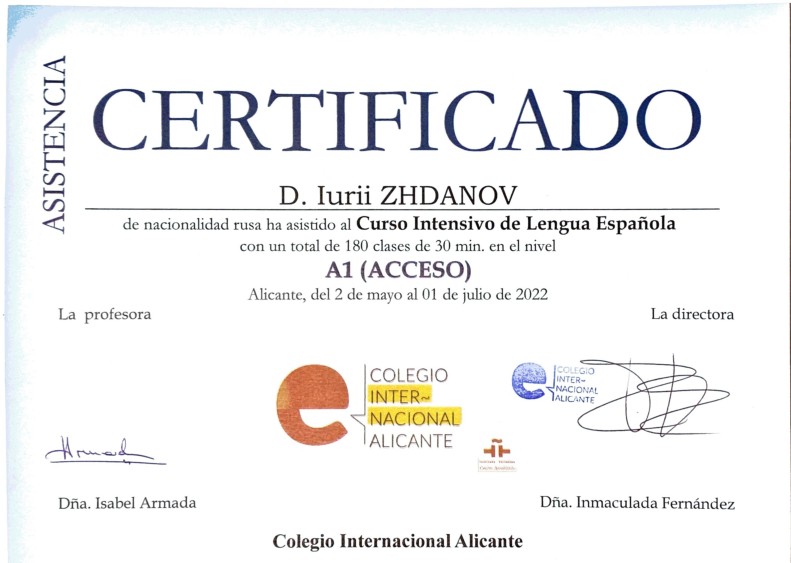 ASISTENCIA
CERTIFICADO
D. Iurii ZHDANOV
de nacionalidad rusa ha asistido al Curso Intensivo de Lengua Española
con un total de 180 clases de 30 min. en el nivel
A1 (ACCESO)
Alicante, del 2 de mayo al 01 de julio de 2022
La profesora
La directora
COLEGIO
INTER~
NACIONAL
ALICANTE
COLEGIO
INTER~
NACIONAL
ALICANTE
Armada
Dña. Isabel Armada
Dña. Inmaculada Fernández
Colegio Internacional Alicante